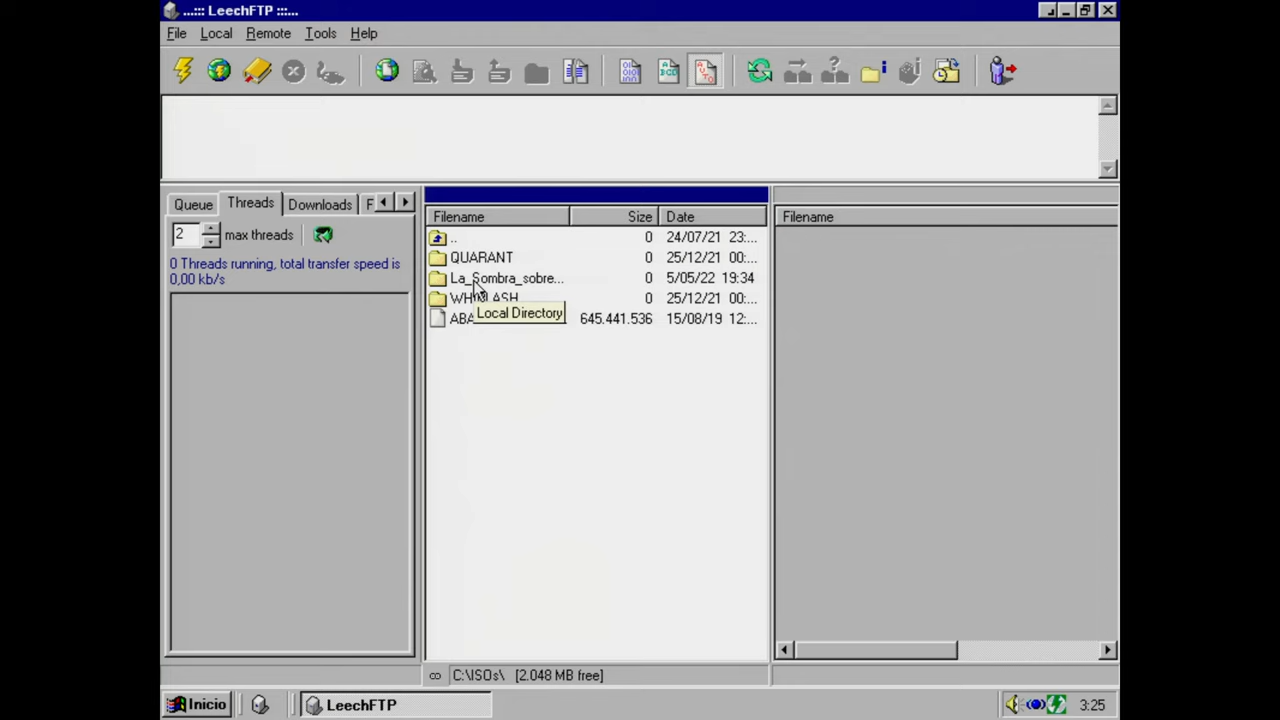 ...::: LeechFTP :::...
File Local Remote Tools Help
Queue Threads Downloads F
2 max threads
0 Threads running, total transfer speed is
0,00 kb/s
Filename Size Date
.. 0 24/07/21 23:...
QUARANT 0 25/12/21 00:...
La_Sombra_sobre... 0 5/05/22 19:34
0 25/12/21 00:...
Local Directory
ABA 645.441.536 15/08/19 12:...
C:\ISOs\ [2.048 MB free]
Filename
Inicio LeechFTP 3:25